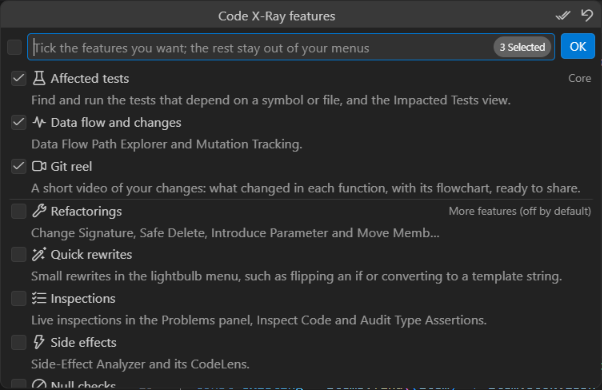 Code X-Ray features
Tick the features you want; the rest stay out of your menus
3 Selected
OK
Affected tests
Core
Find and run the tests that depend on a symbol or file, and the Impacted Tests view.
Data flow and changes
Data Flow Path Explorer and Mutation Tracking.
Git reel
A short video of your changes: what changed in each function, with its flowchart, ready to share.
Refactorings
More features (off by default)
Change Signature, Safe Delete, Introduce Parameter and Move Memb...
Quick rewrites
Small rewrites in the lightbulb menu, such as flipping an if or converting to a template string.
Inspections
Live inspections in the Problems panel, Inspect Code and Audit Type Assertions.
Side effects
Side-Effect Analyzer and its CodeLens.
Null checks